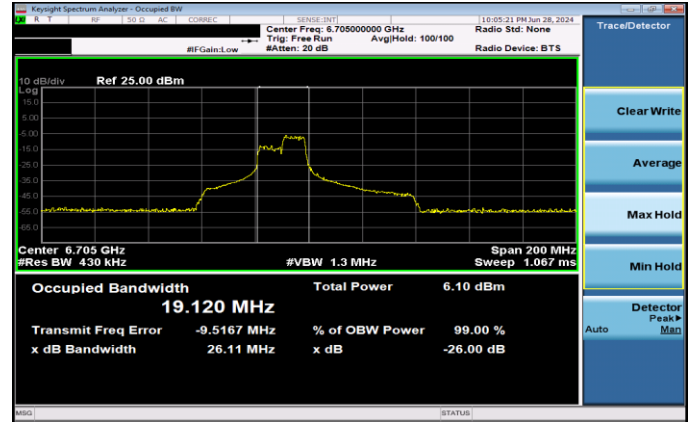 Keysight Spectrum Analyzer - Occupied BW
LXI R T RF 50 Ω AC CORREC SENSE:INT 10:05:21 PM Jun 28, 2024
Center Freq: 6.705000000 GHz Radio Std: None
Trig: Free Run Avg|Hold: 100/100
#IFGain:Low #Atten: 20 dB Radio Device: BTS
10 dB/div Ref 25.00 dBm
Log
15.0
5.00
-5.00
-15.0
-25.0
-35.0
-45.0
-55.0
-65.0
Center 6.705 GHz Span 200 MHz
#Res BW 430 kHz #VBW 1.3 MHz Sweep 1.067 ms
Occupied Bandwidth Total Power 6.10 dBm
19.120 MHz
Transmit Freq Error -9.5167 MHz % of OBW Power 99.00 %
x dB Bandwidth 26.11 MHz x dB -26.00 dB
MSG STATUS
Trace/Detector
Clear Write
Average
Max Hold
Min Hold
Detector
Peak▶
Auto Man